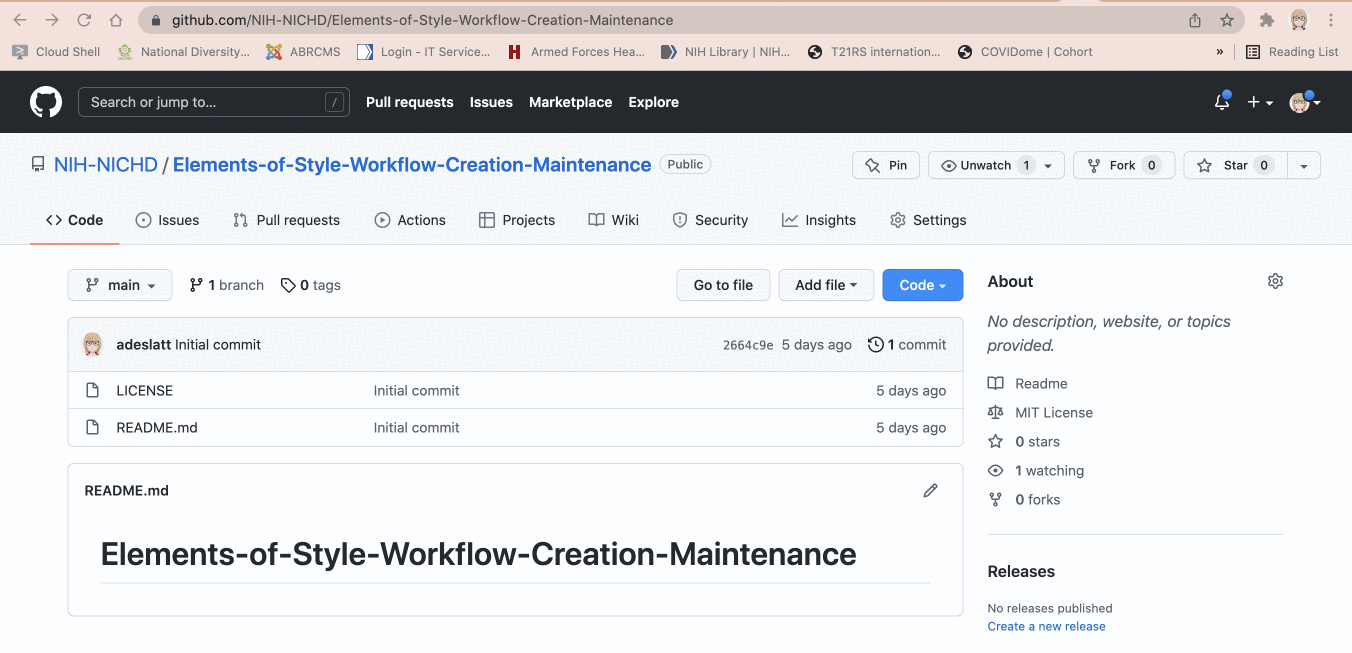 github.com/NIH-NICHD/Elements-of-Style-Workflow-Creation-Maintenance
Cloud Shell National Diversity... ABRCMS Login - IT Service... Armed Forces Hea... NIH Library | NIH... T21RS internation... COVIDome | Cohort » Reading List
Search or jump to... / Pull requests Issues Marketplace Explore
NIH-NICHD / Elements-of-Style-Workflow-Creation-Maintenance Public Pin Unwatch 1 Fork 0 Star 0
Code Issues Pull requests Actions Projects Wiki Security Insights Settings
main 1 branch 0 tags Go to file Add file Code
adeslatt Initial commit 2664c9e 5 days ago 1 commit
LICENSE Initial commit 5 days ago
README.md Initial commit 5 days ago
README.md
Elements-of-Style-Workflow-Creation-Maintenance
About
No description, website, or topics
provided.
Readme
MIT License
0 stars
1 watching
0 forks
Releases
No releases published
Create a new release